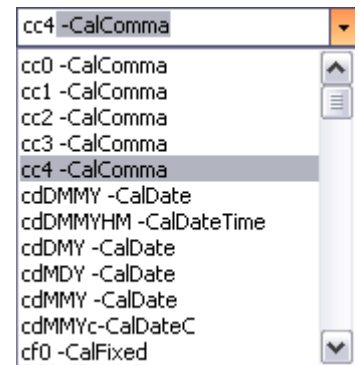 cc4 -CalComma
cc0 -CalComma
cc1 -CalComma
cc2 -CalComma
cc3 -CalComma
cc4 -CalComma
cdDMMY -CalDate
cdDMMYHM -CalDateTime
cdDMY -CalDate
cdMDY -CalDate
cdMMY -CalDate
cdMMYc-CalDateC
cf0 -CalFixed